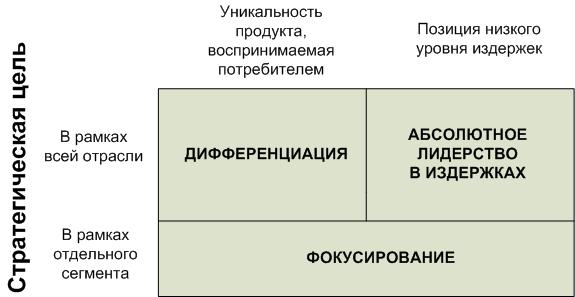 Уникальность
продукта,
воспринимаемая
потребителем
Позиция низкого
уровня издержек
Стратегическая цель
В рамках
всей отрасли
ДИФФЕРЕНЦИАЦИЯ
АБСОЛЮТНОЕ
ЛИДЕРСТВО
В ИЗДЕРЖКАХ
В рамках
отдельного
сегмента
ФОКУСИРОВАНИЕ